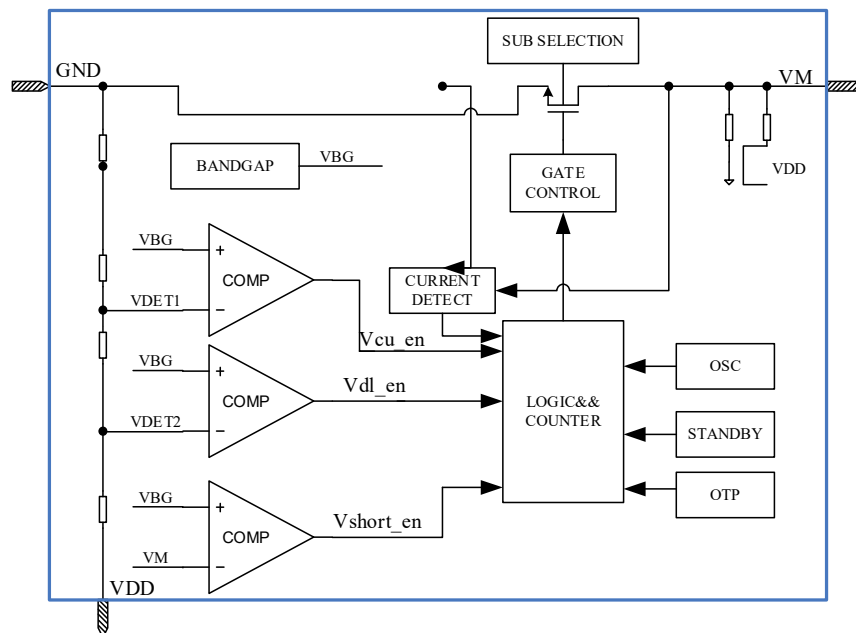 SUB SELECTION
GND
VM
BANDGAP
VBG
GATE
CONTROL
VDD
VBG
+
COMP
VDET1
−
CURRENT
DETECT
Vcu_en
VBG
+
COMP
Vdl_en
VDET2
−
LOGIC&&
COUNTER
OSC
STANDBY
OTP
VBG
+
COMP
Vshort_en
VM
−
VDD